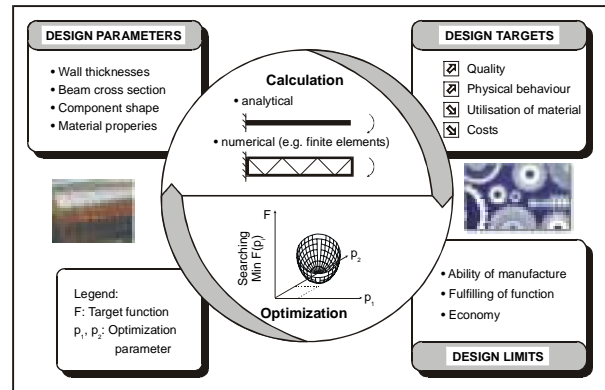 DESIGN PARAMETERS
• Wall thicknesses
• Beam cross section
• Component shape
• Material properies
DESIGN TARGETS
Quality
Physical behaviour
Utilisation of material
Costs
Calculation
• analytical
• numerical (e.g. finite elements)
Searching
Min F(pᵢ)
F
p₂
p₁
Optimization
Legend:
F: Target function
p₁, p₂: Optimization
parameter
• Ability of manufacture
• Fulfilling of function
• Economy
DESIGN LIMITS